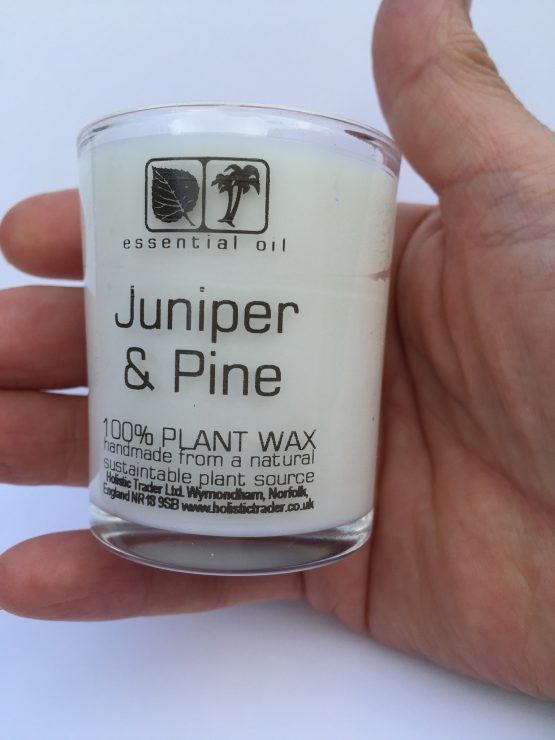 essential oil
Juniper
& Pine
100% PLANT WAX
handmade from a natural
sustaintable plant source
Holistic Trader Ltd. Wymondham, Norfolk,
England NR18 9SB www.holistictrader.co.uk